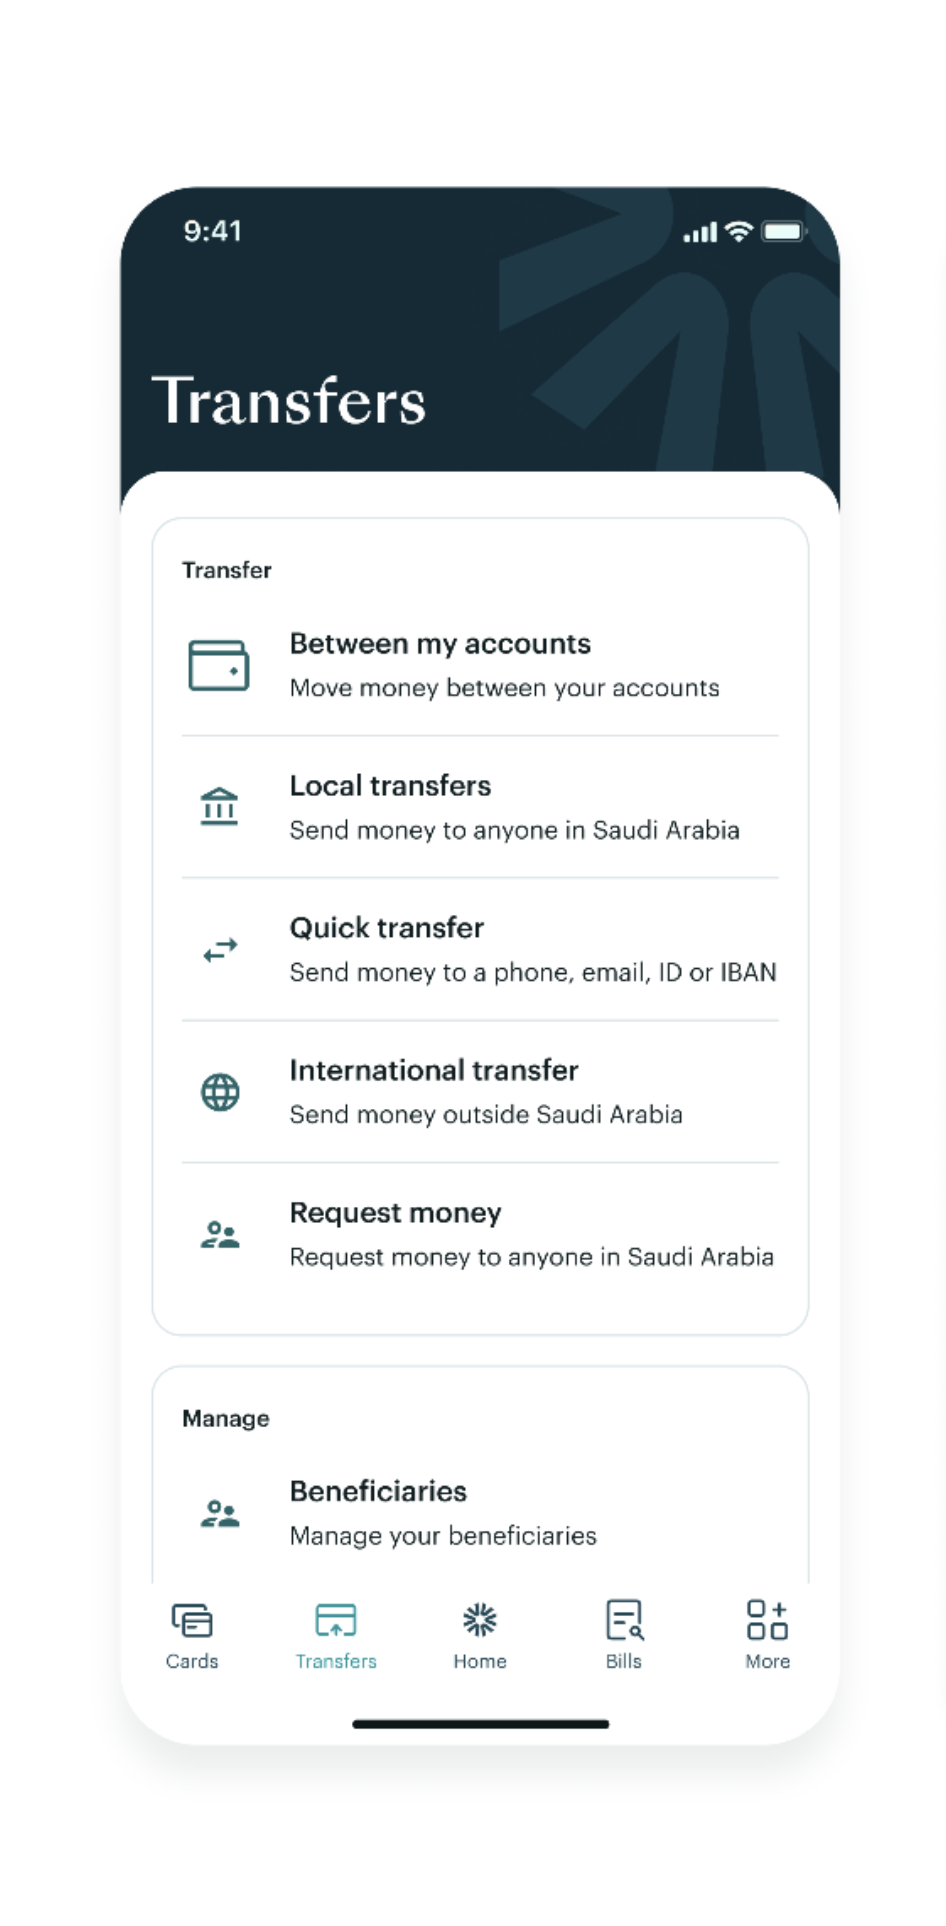 9:41
Transfers
Transfer
Between my accounts
Move money between your accounts
Local transfers
Send money to anyone in Saudi Arabia
Quick transfer
Send money to a phone, email, ID or IBAN
International transfer
Send money outside Saudi Arabia
Request money
Request money to anyone in Saudi Arabia
Manage
Beneficiaries
Manage your beneficiaries
Cards Transfers Home Bills More